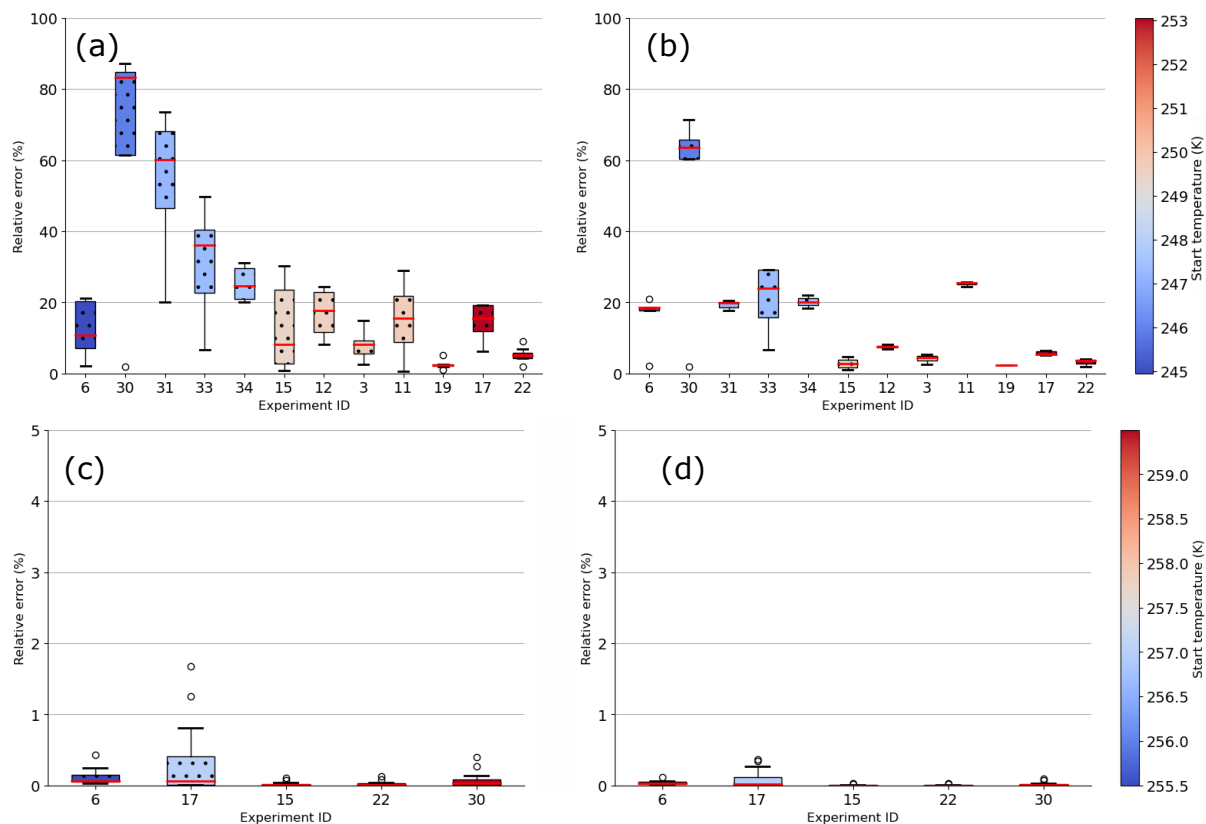 (a)
Relative error (%)
100
80
60
40
20
0
6 30 31 33 34 15 12 3 11 19 17 22
Experiment ID
(b)
Relative error (%)
100
80
60
40
20
0
6 30 31 33 34 15 12 3 11 19 17 22
Experiment ID
253
252
251
250
249
248
247
246
245
Start temperature (K)
(c)
Relative error (%)
5
4
3
2
1
0
6 17 15 22 30
Experiment ID
(d)
Relative error (%)
5
4
3
2
1
0
6 17 15 22 30
Experiment ID
259.0
258.5
258.0
257.5
257.0
256.5
256.0
255.5
Start temperature (K)